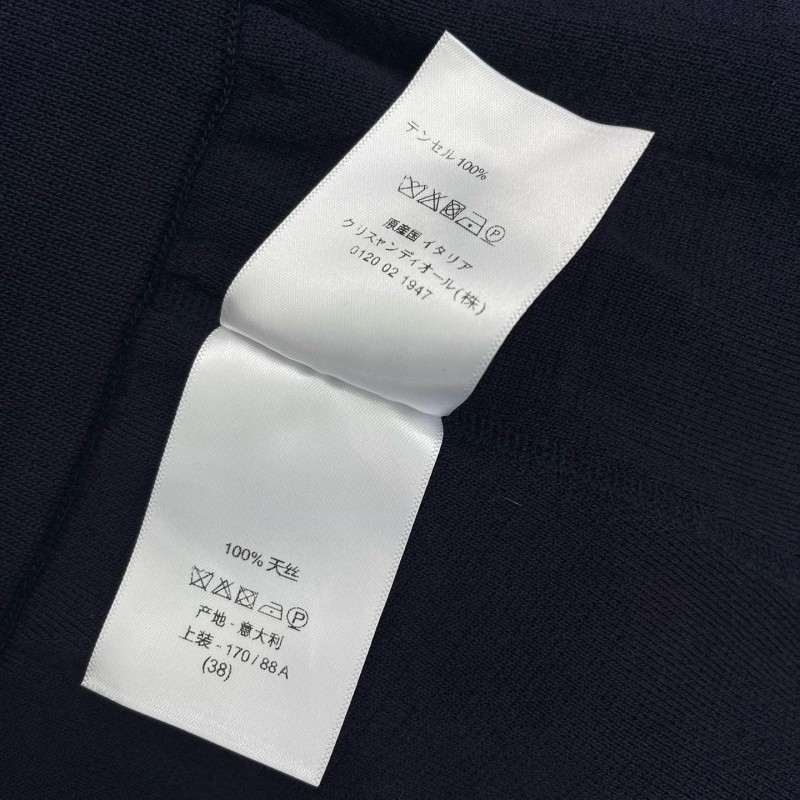 テンセル 100%
P
原産国 イタリア
クリスャンディオール(株)
0120 02 1947
100% 天丝
P
产地 - 意大利
上装 - 170 / 88 A
(38)